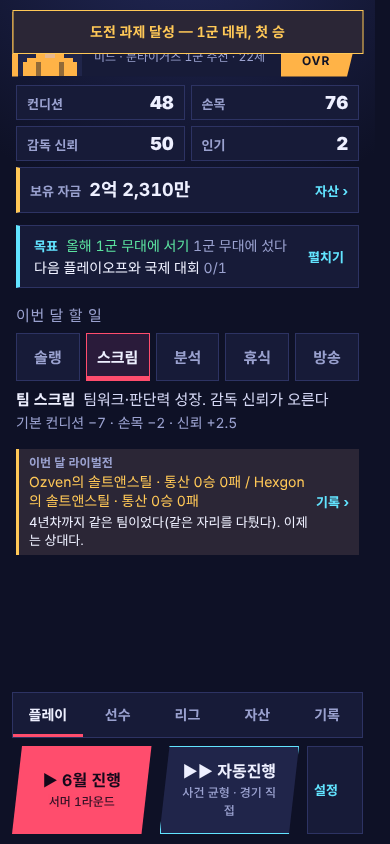 도전 과제 달성 — 1군 데뷔, 첫 승
미드 · 문타이거즈 1군 주전 · 22세
OVR
컨디션 48
손목 76
감독 신뢰 50
인기 2
보유 자금 2억 2,310만
자산 ›
목표 올해 1군 무대에 서기 1군 무대에 섰다
다음 플레이오프와 국제 대회 0/1
펼치기
이번 달 할 일
솔랭 스크림 분석 휴식 방송
팀 스크림 팀워크·판단력 성장. 감독 신뢰가 오른다
기본 컨디션 −7 · 손목 −2 · 신뢰 +2.5
이번 달 라이벌전
Ozven의 솔트앤스틸 · 통산 0승 0패 / Hexgon
의 솔트앤스틸 · 통산 0승 0패
4년차까지 같은 팀이었다(같은 자리를 다퉜다). 이제
는 상대다.
기록 ›
플레이 선수 리그 자산 기록
▶ 6월 진행
서머 1라운드
▶▶ 자동진행
사건 균형 · 경기 직
접
설정